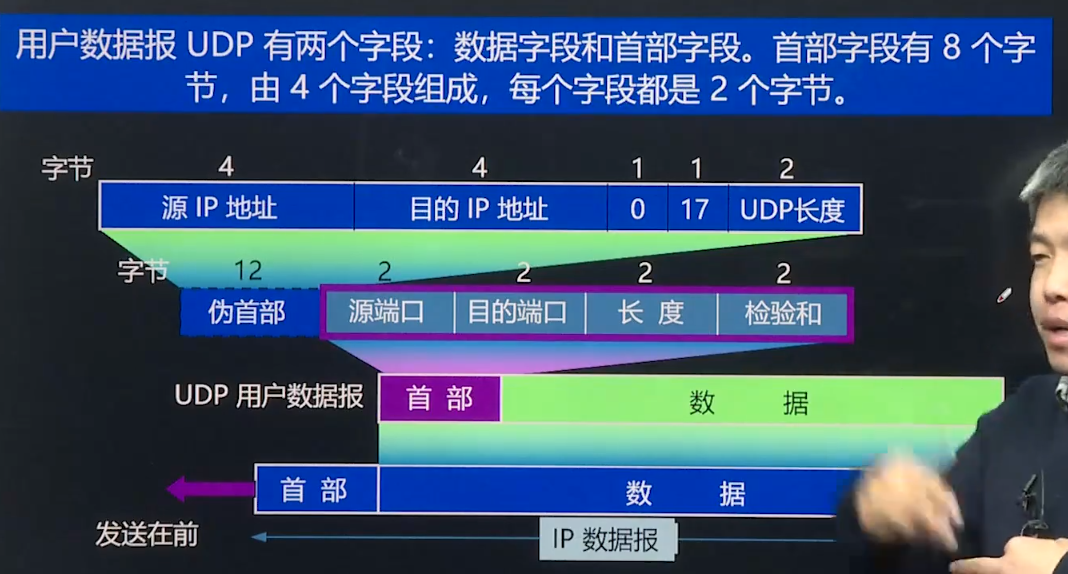 用户数据报 UDP 有两个字段：数据字段和首部字段。首部字段有 8 个字
节，由 4 个字段组成，每个字段都是 2 个字节。
字节 4 4 1 1 2
源 IP 地址 目的 IP 地址 0 17 UDP长度
字节 12 2 2 2 2
伪首部 源端口 目的端口 长 度 检验和
UDP 用户数据报 首 部 数 据
首 部 数 据
发送在前 IP 数据报